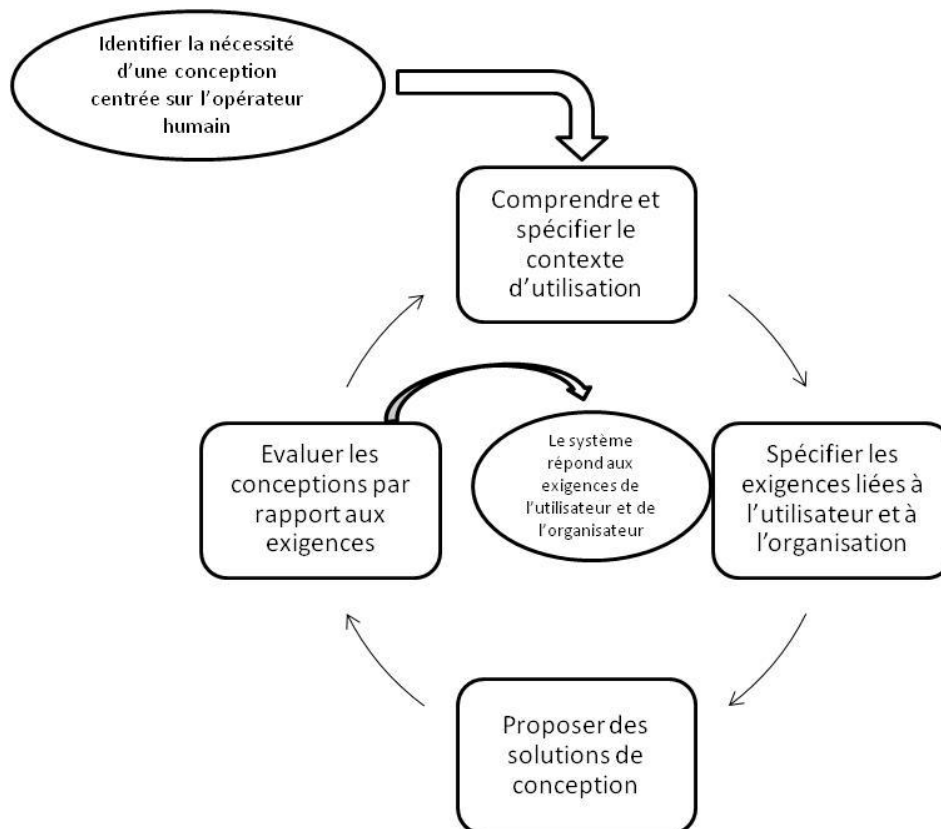 Identifier la nécessité
d'une conception
centrée sur l'opérateur
humain
Comprendre et
spécifier le
contexte
d'utilisation
Spécifier les
exigences liées à
l'utilisateur et à
l'organisation
Proposer des
solutions de
conception
Evaluer les
conceptions par
rapport aux
exigences
Le système
répond aux
exigences de
l'utilisateur et de
l'organisateur